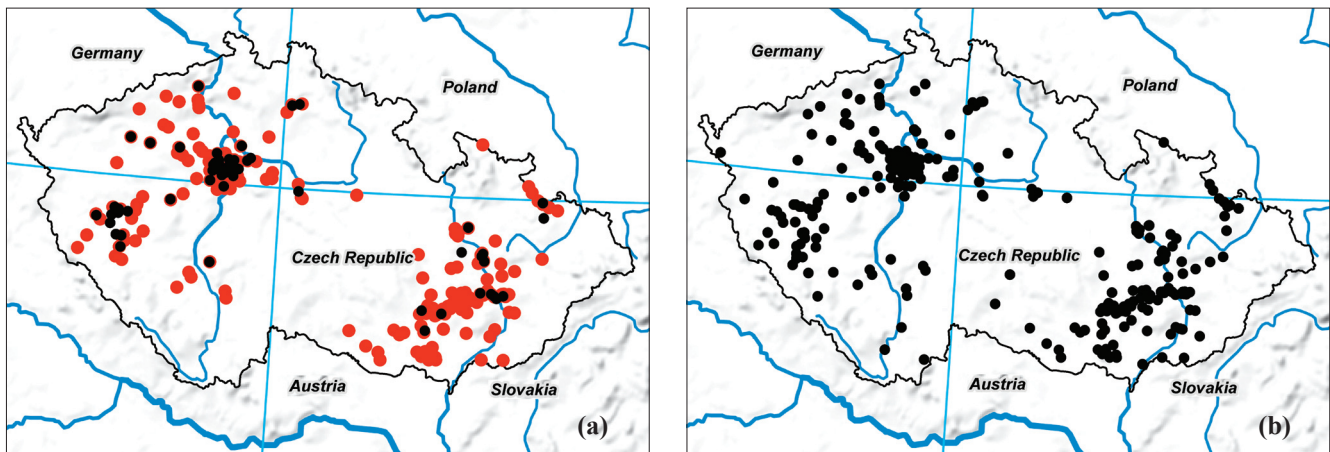 Germany
Poland
Czech Republic
Austria
Slovakia
(a)
Germany
Poland
Czech Republic
Austria
Slovakia
(b)